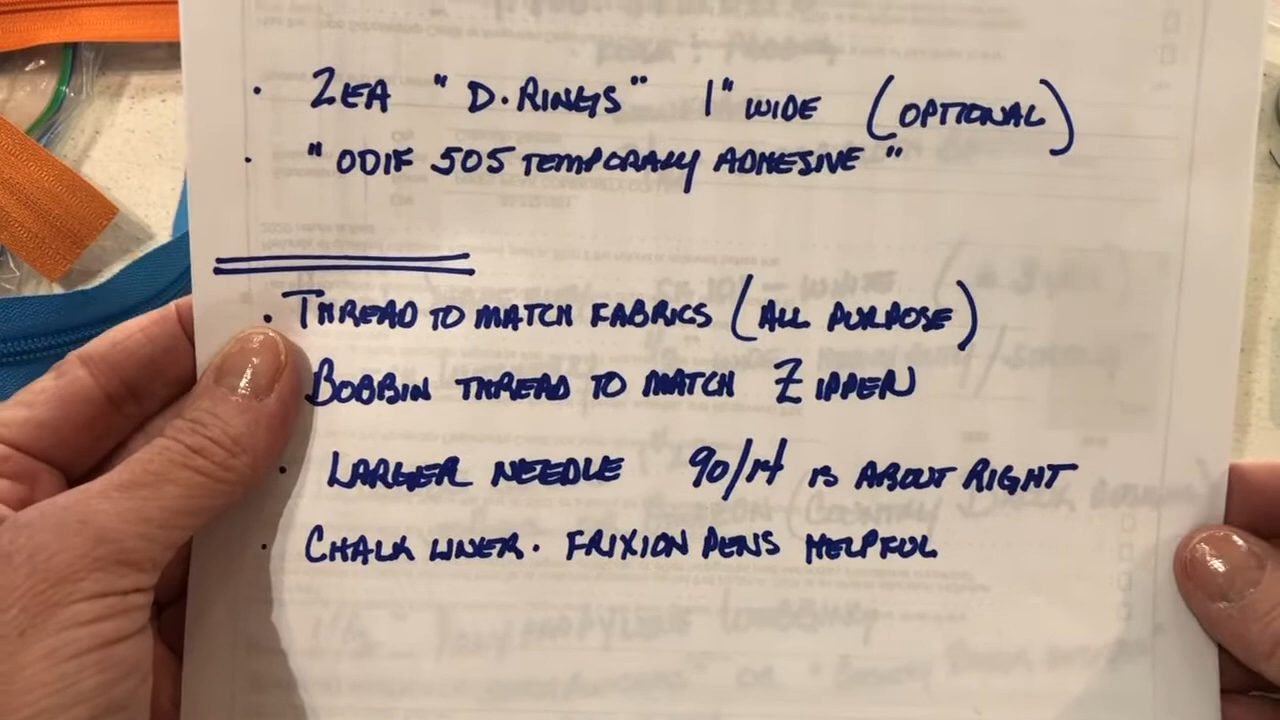 · 2EA "D-RINGS" 1" WIDE (OPTIONAL)
· "ODIF 505 TEMPORARY ADHESIVE"
· THREAD TO MATCH FABRICS (ALL PURPOSE)
BOBBIN THREAD TO MATCH ZIPPER
· LARGER NEEDLE 90/14 IS ABOUT RIGHT
· CHALK LINER. FRIXION PENS HELPFUL